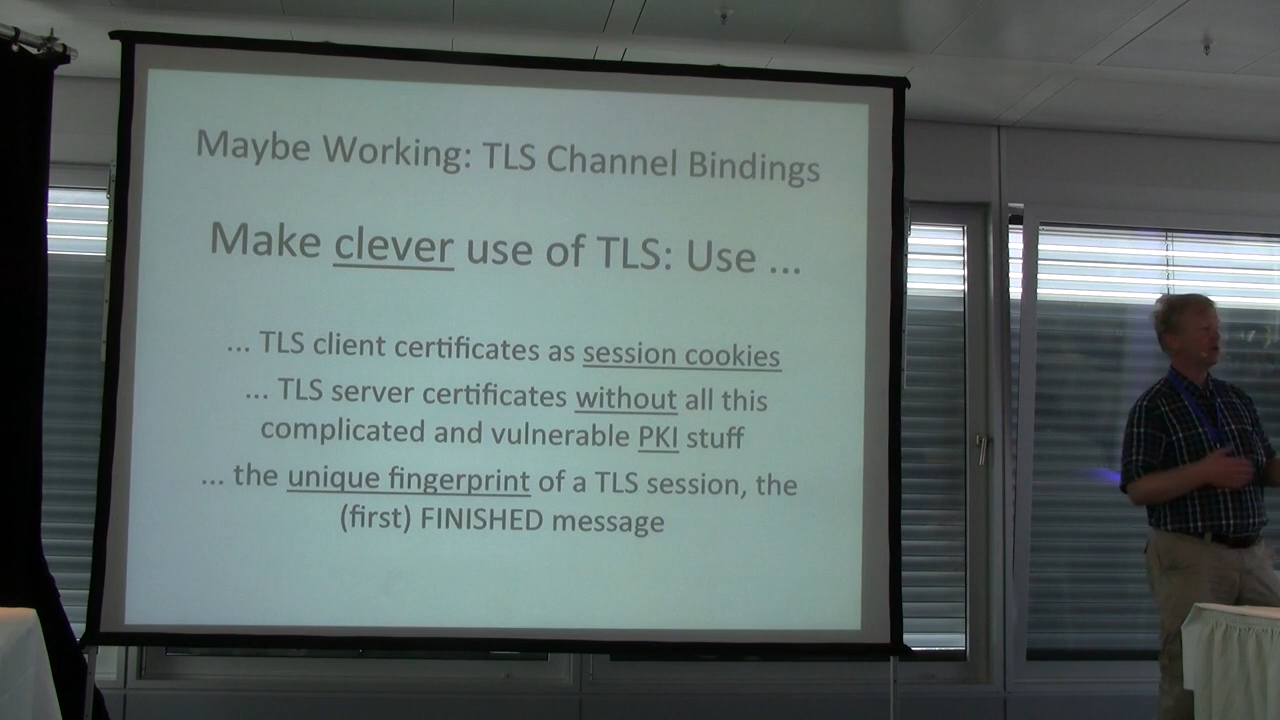 Maybe Working: TLS Channel Bindings
Make clever use of TLS: Use ...
... TLS client certificates as session cookies
... TLS server certificates without all this
complicated and vulnerable PKI stuff
... the unique fingerprint of a TLS session, the
(first) FINISHED message